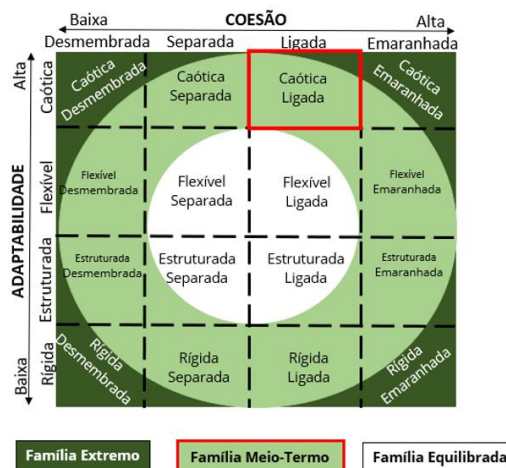 Baixa COESÃO Alta
Desmembrada Separada Ligada Emaranhada
ADAPTABILIDADE
Alta
Baixa
Caótica
Flexível
Estruturada
Rígida
Caótica
Desmembrada
Caótica
Separada
Caótica
Ligada
Caótica
Emaranhada
Flexível
Desmembrada
Flexível
Separada
Flexível
Ligada
Flexível
Emaranhada
Estruturada
Desmembrada
Estruturada
Separada
Estruturada
Ligada
Estruturada
Emaranhada
Rígida
Desmembrada
Rígida
Separada
Rígida
Ligada
Rígida
Emaranhada
Família Extremo
Família Meio-Termo
Família Equilibrada